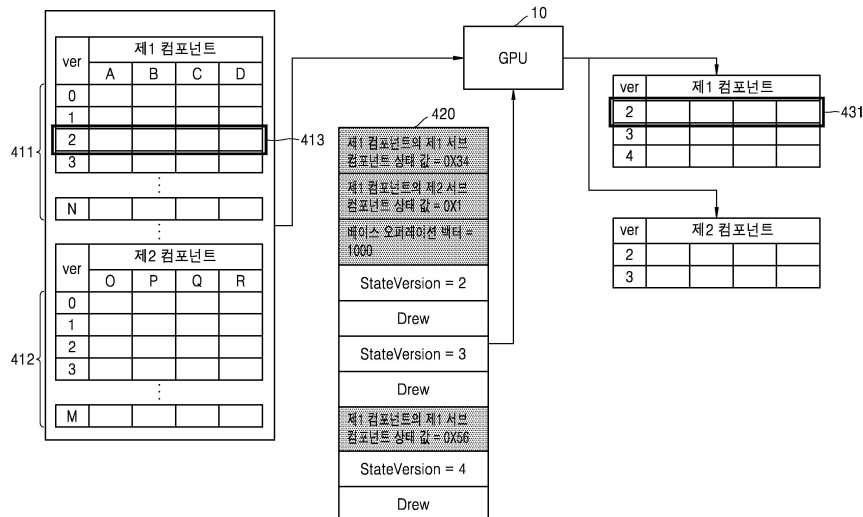 ver 제1 컴포넌트
A B C D
0
1
2
3
N
411
413
ver 제2 컴포넌트
O P Q R
0
1
2
3
M
412
420
제1 컴포넌트의 제1 서브
컴포넌트 상태 값 = 0X34
제1 컴포넌트의 제2 서브
컴포넌트 상태 값 = 0X1
베이스 오퍼레이션 벡터 =
1000
StateVersion = 2
Drew
StateVersion = 3
Drew
제1 컴포넌트의 제1 서브
컴포넌트 상태 값 = 0X56
StateVersion = 4
Drew
10
GPU
ver 제1 컴포넌트
2
3
4
431
ver 제2 컴포넌트
2
3